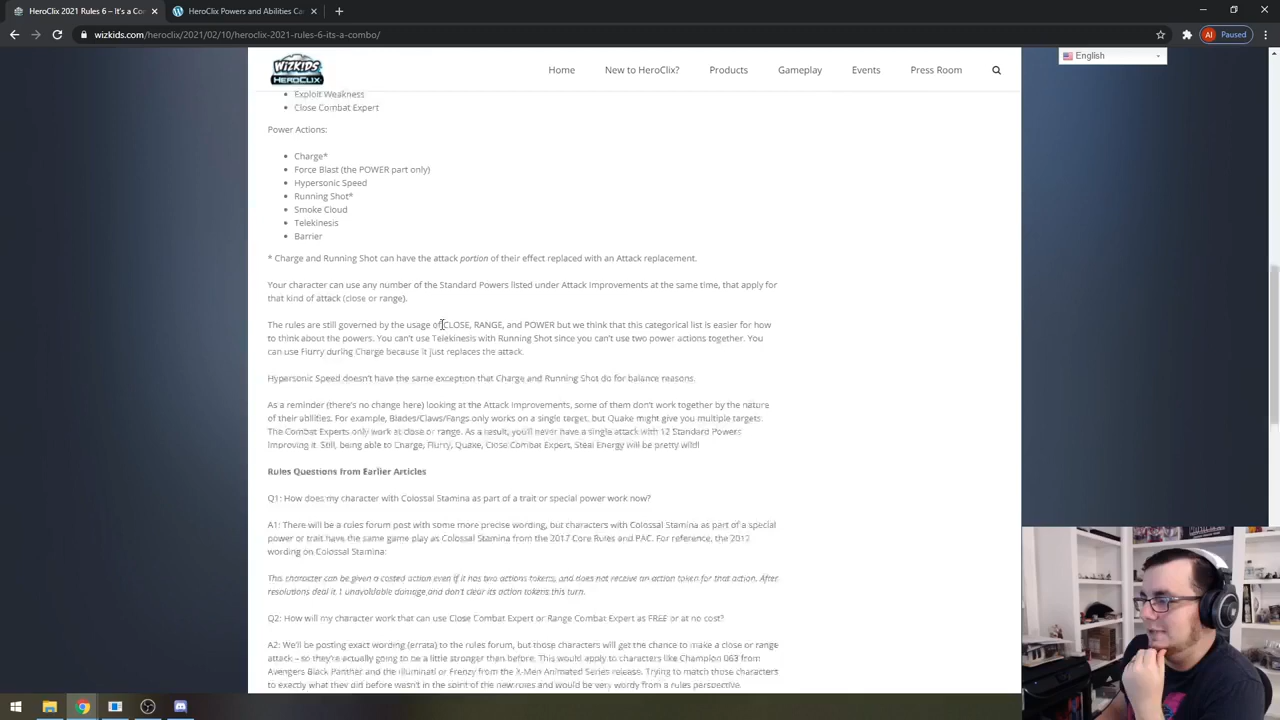 HeroClix 2021 - Rules 6 - It's a Co
HeroClix 2021 - Rules-6 - Abilities Ca
wizkids.com/heroclix/2021/02/10/heroclix-2021-rules-6-its-a-combo/
Al Paused
WIZKIDS HEROCLIX
Home New to HeroClix? Products Gameplay Events Press Room
English
Exploit Weakness
Close Combat Expert
Power Actions:
Charge*
Force Blast (the POWER part only)
Hypersonic Speed
Running Shot*
Smoke Cloud
Telekinesis
Barrier
* Charge and Running Shot can have the attack portion of their effect replaced with an Attack replacement.
Your character can use any number of the Standard Powers listed under Attack Improvements at the same time, that apply for
that kind of attack (close or range).
The rules are still governed by the usage of CLOSE, RANGE, and POWER but we think that this categorical list is easier for how
to think about the powers. You can't use Telekinesis with Running Shot since you can't use two power actions together. You
can use Flurry during Charge because it just replaces the attack.
Hypersonic Speed doesn't have the same exception that Charge and Running Shot do for balance reasons.
As a reminder (there's no change here) looking at the Attack Improvements, some of them don't work together by the nature
of their abilities. For example, Blades/Claws/Fangs only works on a single target, but Quake might give you multiple targets.
The Combat Experts only work at close or range. As a result, you'll never have a single attack with 12 Standard Powers
Improving it. Still, being able to Charge, Flurry, Quake, Close Combat Expert, Steal Energy will be pretty wild!
Rules Questions from Earlier Articles
Q1: How does my character with Colossal Stamina as part of a trait or special power work now?
A1: There will be a rules forum post with some more precise wording, but characters with Colossal Stamina as part of a special
power or trait have the same game play as Colossal Stamina from the 2017 Core Rules and PAC. For reference, the 2017
wording on Colossal Stamina:
This character can be given a costed action even if it has two actions tokens, and does not receive an action token for that action. After
resolutions deal it 1 unavoidable damage and don't clear its action tokens this turn.
Q2: How will my character work that can use Close Combat Expert or Range Combat Expert as FREE or at no cost?
A2: We'll be posting exact wording (errata) to the rules forum, but those characters will get the chance to make a close or range
attack – so they're actually going to be a little stronger than before. This would apply to characters like Champion 063 from
Avengers Black Panther and the Illuminati or Frenzy from the X-Men Animated Series release. Trying to match those characters
to exactly what they did before wasn't in the spirit of the new rules and would be very wordy from a rules perspective.